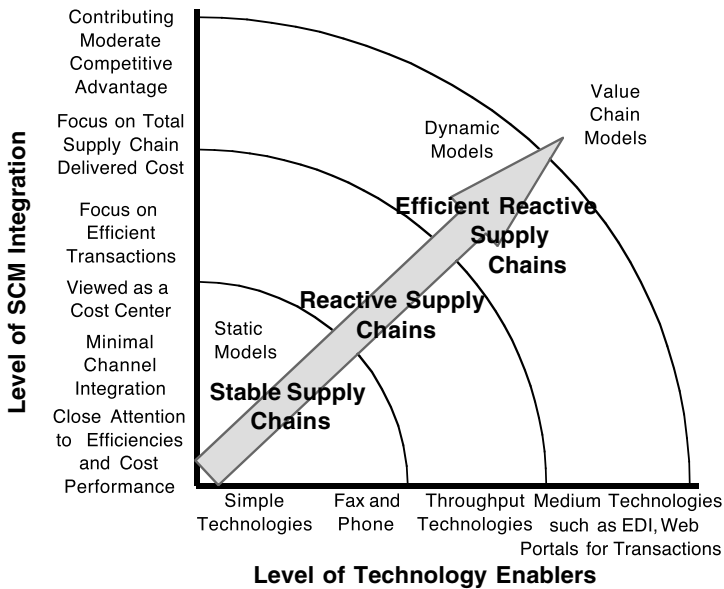 Contributing
Moderate
Competitive
Advantage
Focus on Total
Supply Chain
Delivered Cost
Focus on
Efficient
Transactions
Viewed as a
Cost Center
Minimal
Channel
Integration
Close Attention
to Efficiencies
and Cost
Performance
Level of SCM Integration
Value
Chain
Models
Dynamic
Models
Efficient Reactive
Supply
Chains
Reactive Supply
Chains
Static
Models
Stable Supply
Chains
Simple
Technologies
Fax and
Phone
Throughput
Technologies
Medium Technologies
such as EDI, Web
Portals for Transactions
Level of Technology Enablers